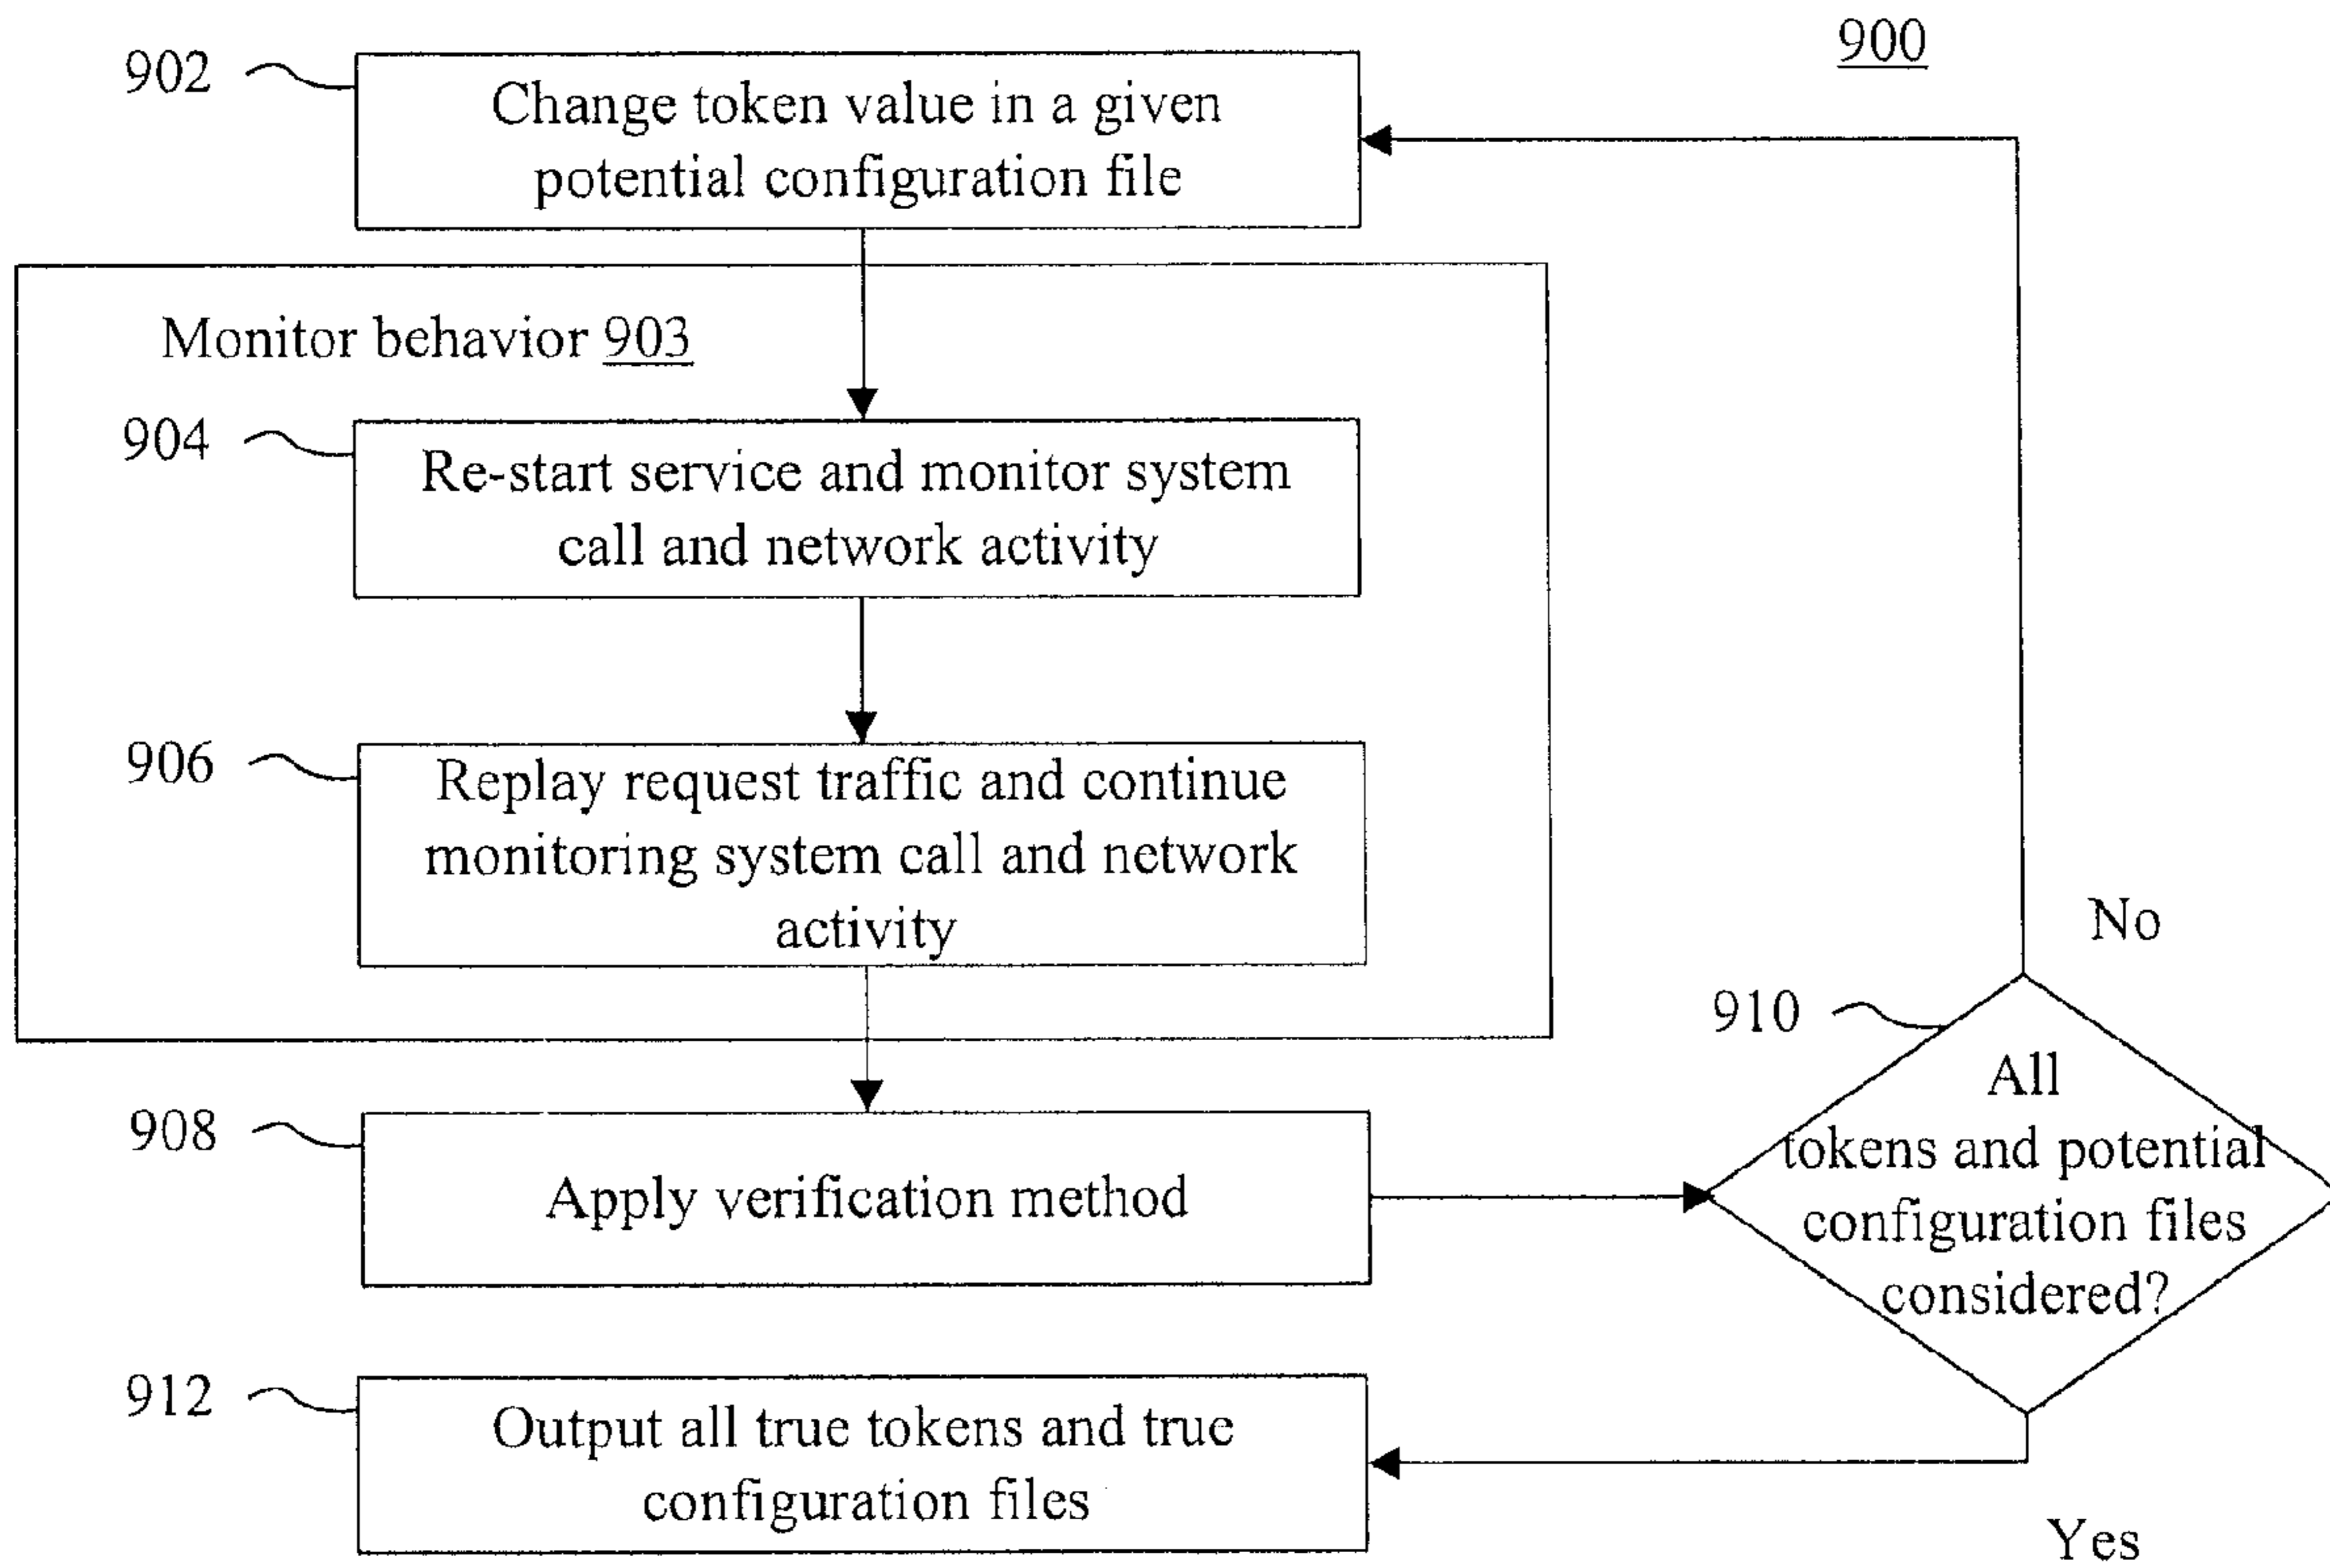 900
902
Change token value in a given
potential configuration file
Monitor behavior 903
904
Re-start service and monitor system
call and network activity
906
Replay request traffic and continue
monitoring system call and network
activity
No
910
All
tokens and potential
configuration files
considered?
908
Apply verification method
912
Output all true tokens and true
configuration files
Yes